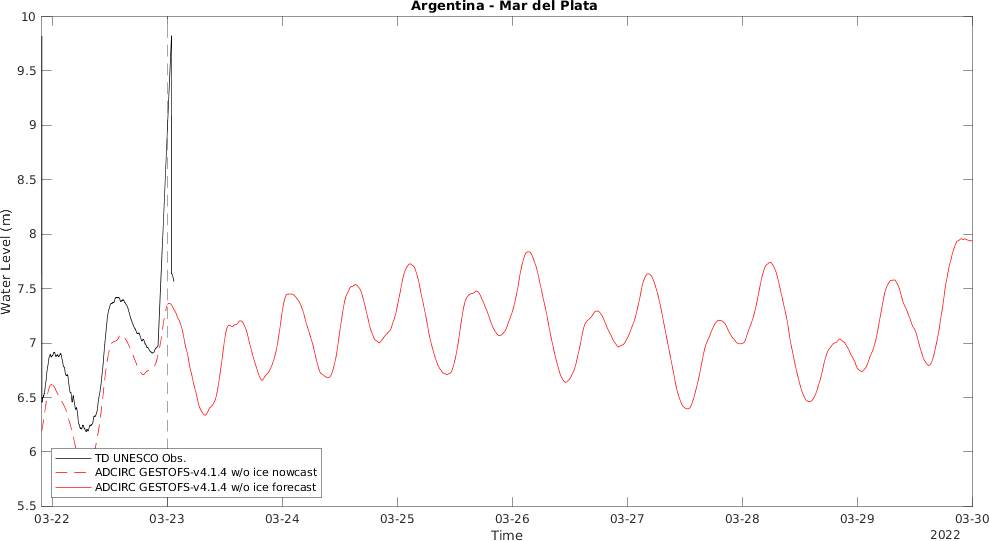 Argentina - Mar del Plata
Water Level (m)
10
9.5
9
8.5
8
7.5
7
6.5
6
5.5
TD UNESCO Obs.
ADCIRC GESTOFS-v4.1.4 w/o ice nowcast
ADCIRC GESTOFS-v4.1.4 w/o ice forecast
03-22 03-23 03-24 03-25 03-26 03-27 03-28 03-29 03-30
Time
2022